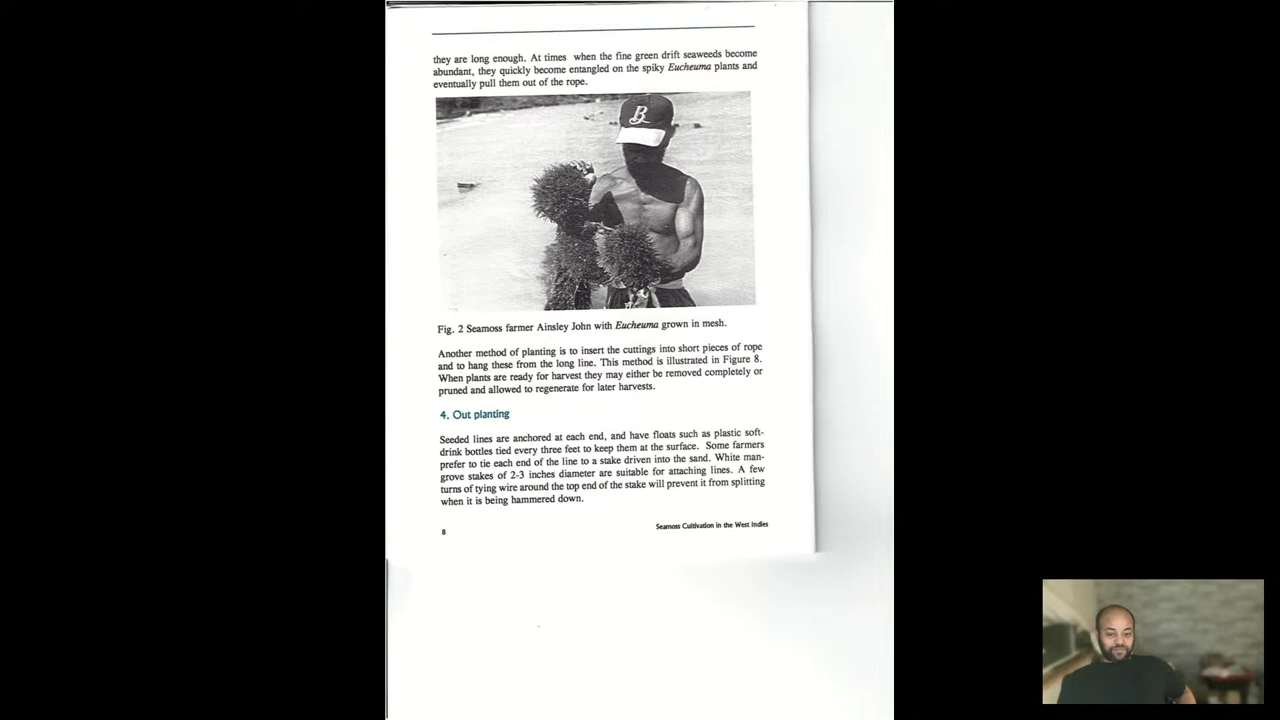 they are long enough. At times when the fine green drift seaweeds become
abundant, they quickly become entangled on the spiky Eucheuma plants and
eventually pull them out of the rope.
B
Fig. 2 Seamoss farmer Ainsley John with Eucheuma grown in mesh.
Another method of planting is to insert the cuttings into short pieces of rope
and to hang these from the long line. This method is illustrated in Figure 8.
When plants are ready for harvest they may either be removed completely or
pruned and allowed to regenerate for later harvests.
4. Out planting
Seeded lines are anchored at each end, and have floats such as plastic soft-
drink bottles tied every three feet to keep them at the surface. Some farmers
prefer to tie each end of the line to a stake driven into the sand. White man-
grove stakes of 2-3 inches diameter are suitable for attaching lines. A few
turns of tying wire around the top end of the stake will prevent it from splitting
when it is being hammered down.
8
Seamoss Cultivation in the West Indies